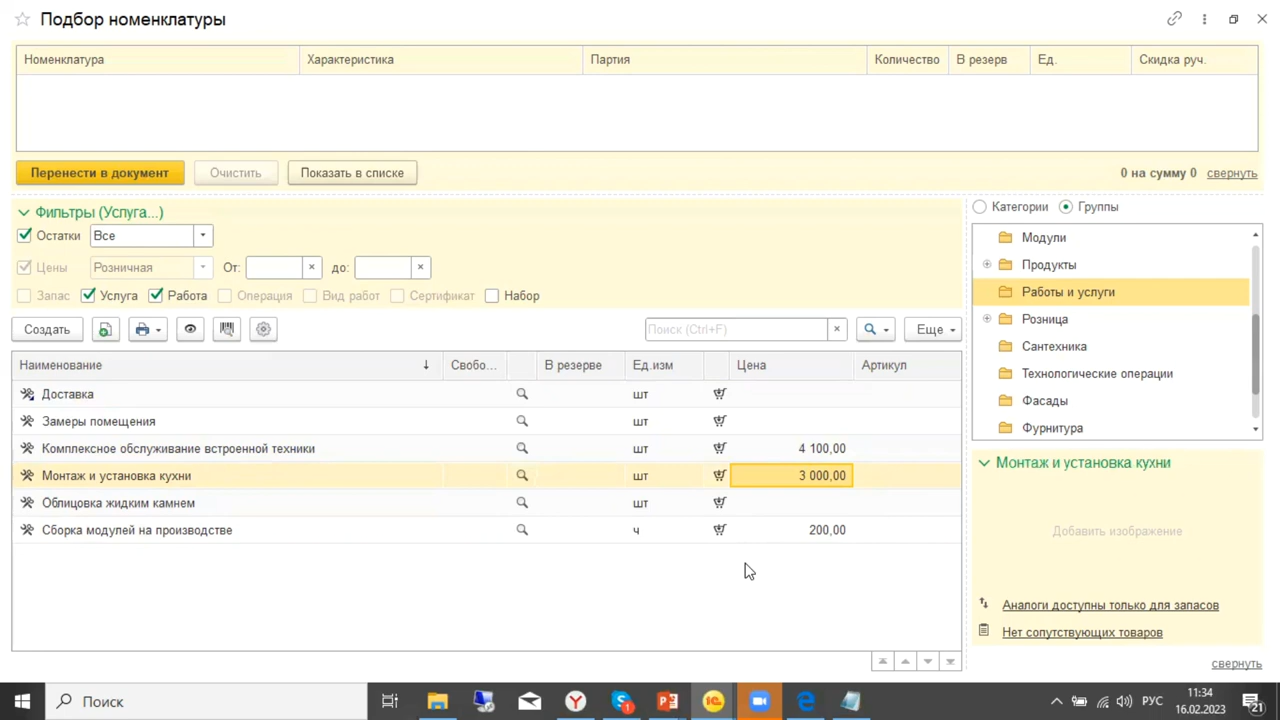 Подбор номенклатуры
Номенклатура Характеристика Партия Количество В резерв Ед. Скидка руч.
Перенести в документ Очистить Показать в списке 0 на сумму 0 свернуть
Фильтры (Услуга...) Категории Группы
Остатки Все
Цены Розничная От: до:
Запас Услуга Работа Операция Вид работ Сертификат Набор
Создать Поиск (Ctrl+F) × Еще
Наименование ↓ Свобо... В резерве Ед.изм Цена Артикул
Доставка шт
Замеры помещения шт
Комплексное обслуживание встроенной техники шт 4 100,00
Монтаж и установка кухни шт 3 000,00
Облицовка жидким камнем шт
Сборка модулей на производстве ч 200,00
Модули
Продукты
Работы и услуги
Розница
Сантехника
Технологические операции
Фасады
Фурнитура
Монтаж и установка кухни
Добавить изображение
Аналоги доступны только для запасов
Нет сопутствующих товаров
свернуть
Поиск 1С 1 РУС 11:34
16.02.2023 21